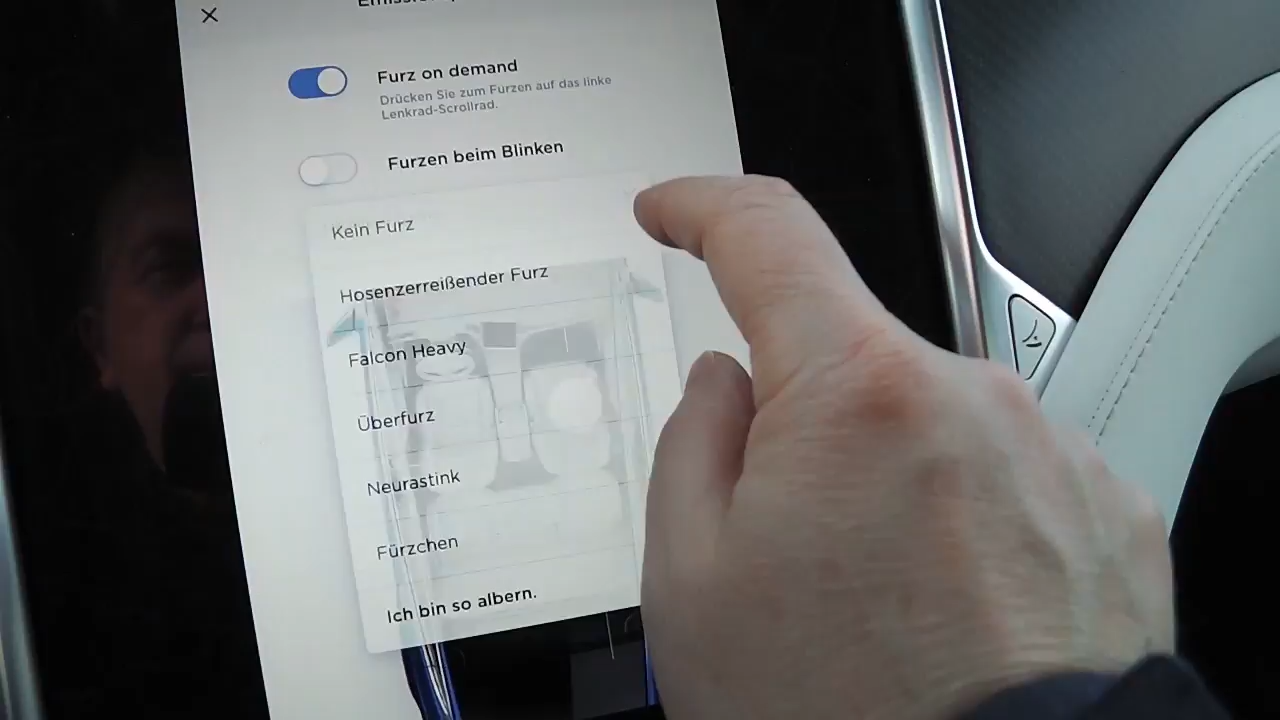 Furz on demand
Drücken Sie zum Furzen auf das linke
Lenkrad-Scrollrad.
Furzen beim Blinken
Kein Furz
Hosenzerreißender Furz
Falcon Heavy
Überfurz
Neurastink
Fürzchen
Ich bin so albern.